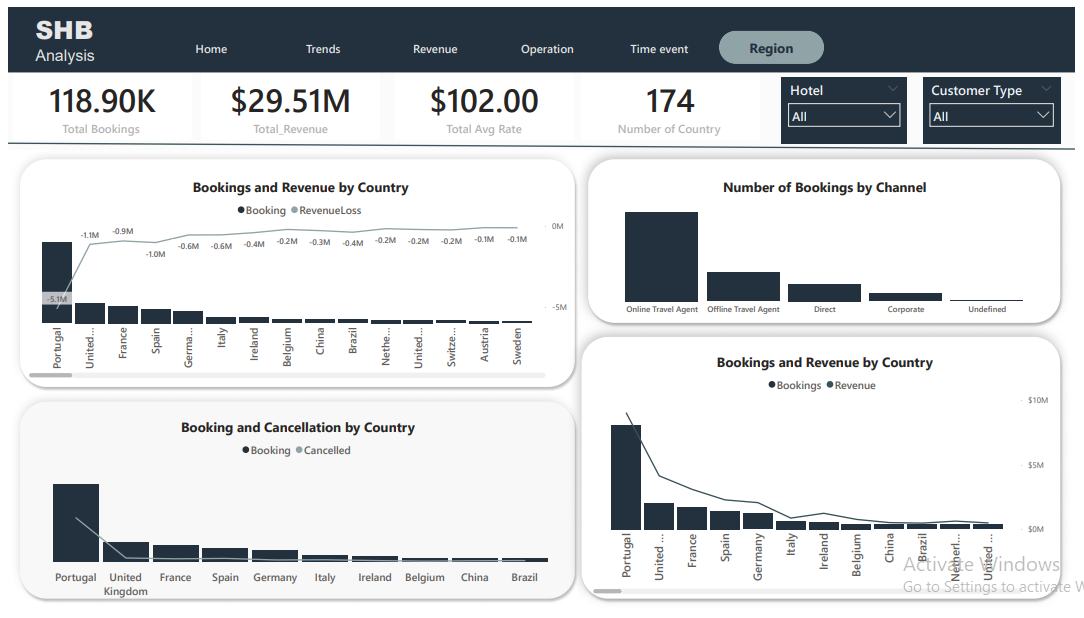 SHB
Analysis
Home Trends Revenue Operation Time event Region
118.90K
Total Bookings
$29.51M
Total_Revenue
$102.00
Total Avg Rate
174
Number of Country
Hotel
All
Customer Type
All
Bookings and Revenue by Country
Booking RevenueLoss
0M
-5M
-5.1M
-1.1M
-0.9M
-1.0M
-0.6M
-0.6M
-0.4M
-0.2M
-0.3M
-0.4M
-0.2M
-0.2M
-0.2M
-0.1M
-0.1M
Portugal
United...
France
Spain
Germa...
Italy
Ireland
Belgium
China
Brazil
Nethe...
United...
Switze...
Austria
Sweden
Number of Bookings by Channel
Online Travel Agent
Offline Travel Agent
Direct
Corporate
Undefined
Booking and Cancellation by Country
Booking Cancelled
Portugal
United
Kingdom
France
Spain
Germany
Italy
Ireland
Belgium
China
Brazil
Bookings and Revenue by Country
Bookings Revenue
$10M
$5M
$0M
Portugal
United ...
France
Spain
Germany
Italy
Ireland
Belgium
China
Brazil
Netherl...
United ...
Activate Windows
Go to Settings to activate W